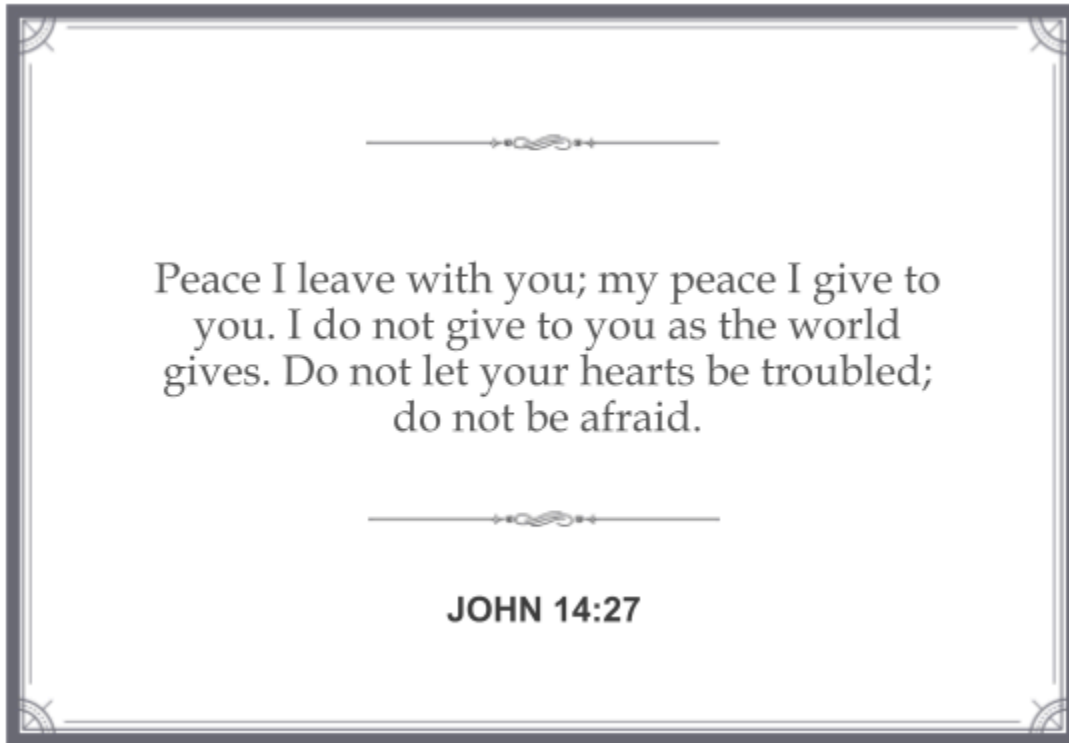 Peace I leave with you; my peace I give to
you. I do not give to you as the world
gives. Do not let your hearts be troubled;
do not be afraid.
JOHN 14:27